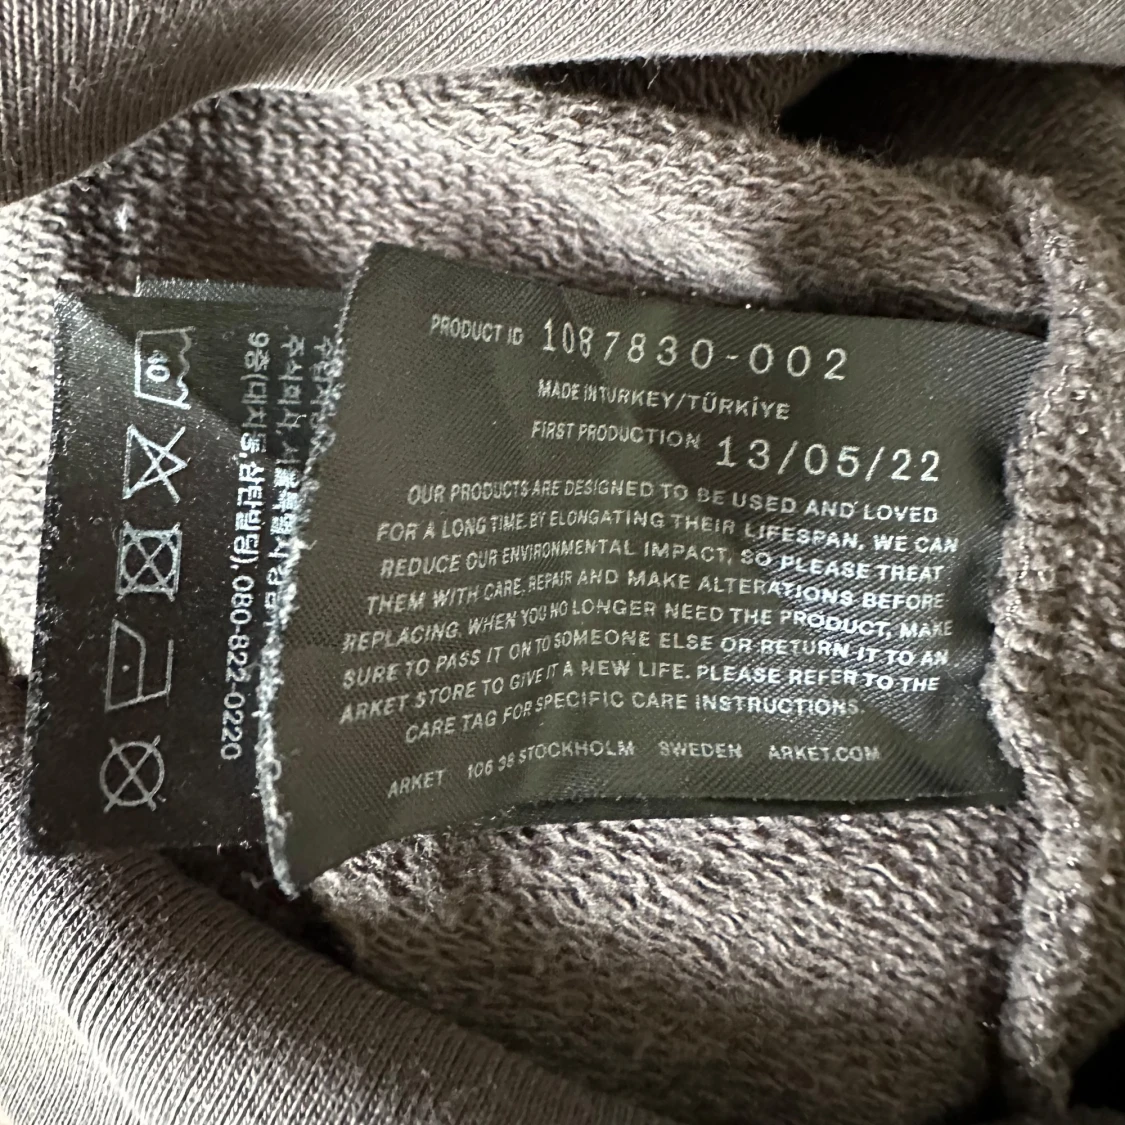 PRODUCT ID 1087830-002
MADE IN TURKEY/TÜRKİYE
FIRST PRODUCTION 13/05/22
OUR PRODUCTS ARE DESIGNED TO BE USED AND LOVED
FOR A LONG TIME. BY ELONGATING THEIR LIFESPAN, WE CAN
REDUCE OUR ENVIRONMENTAL IMPACT, SO PLEASE TREAT
THEM WITH CARE, REPAIR AND MAKE ALTERATIONS BEFORE
REPLACING. WHEN YOU NO LONGER NEED THE PRODUCT, MAKE
SURE TO PASS IT ON TO SOMEONE ELSE OR RETURN IT TO AN
ARKET STORE TO GIVE IT A NEW LIFE. PLEASE REFER TO THE
CARE TAG FOR SPECIFIC CARE INSTRUCTIONS.
ARKET 106 38 STOCKHOLM SWEDEN ARKET.COM
40
9층(대치동,삼탄빌딩), 080-822-0220